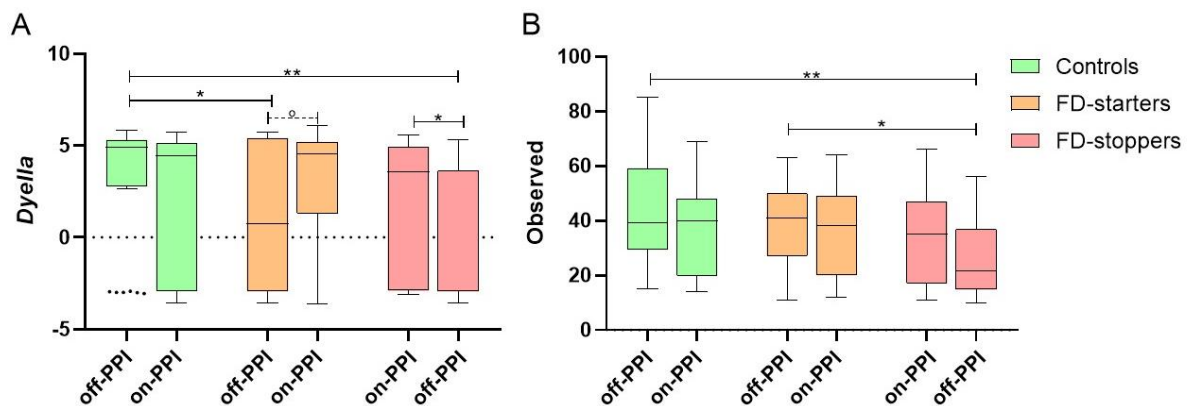 A
Dyella
10
5
0
-5
**
*
°
*
off-PPI
on-PPI
off-PPI
on-PPI
on-PPI
off-PPI
B
Observed
100
80
60
40
20
0
**
*
off-PPI
on-PPI
off-PPI
on-PPI
on-PPI
off-PPI
Controls
FD-starters
FD-stoppers